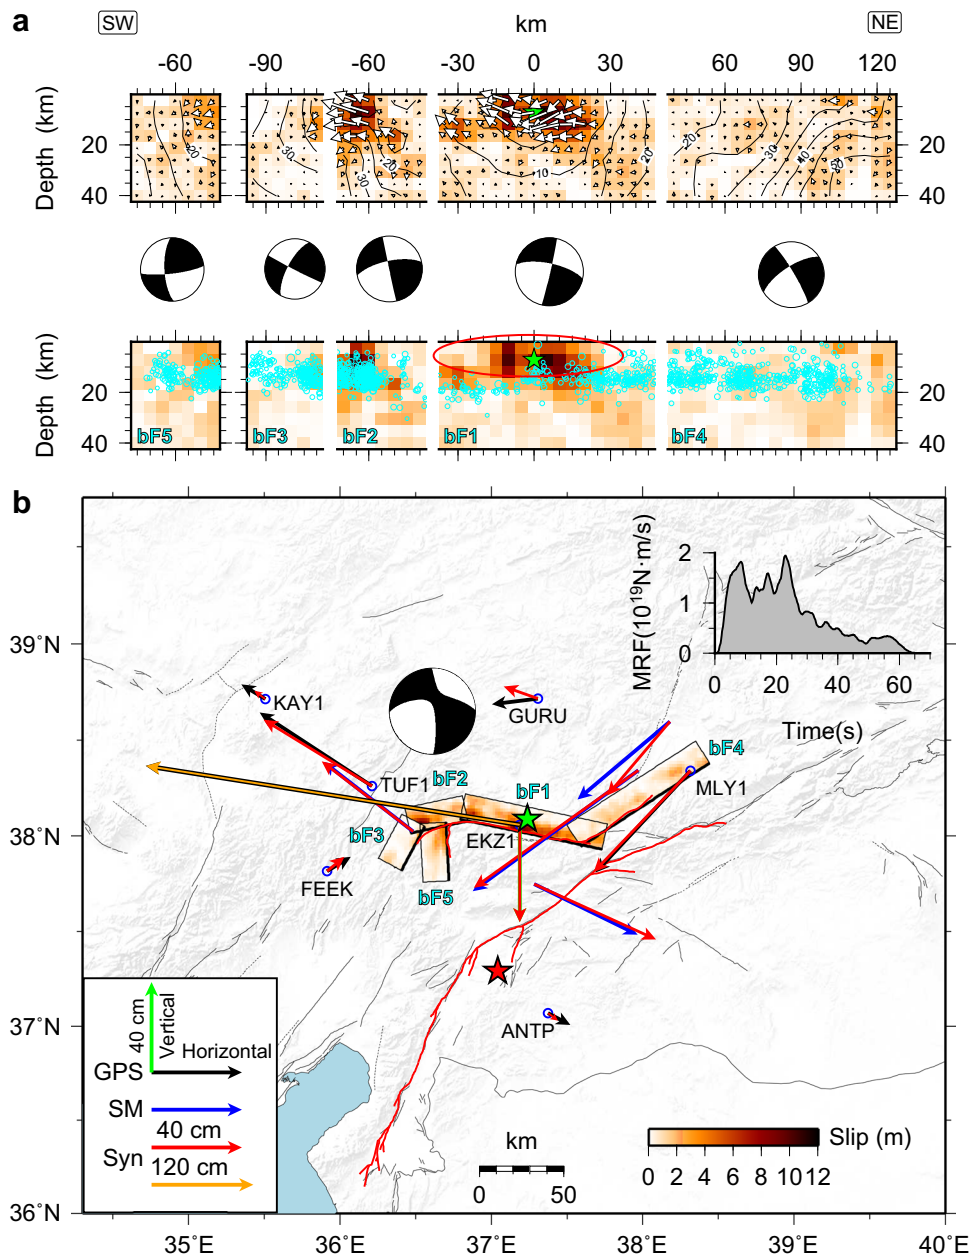 a
SW
km
NE
-60
-90
-60
-30
0
30
60
90
120
Depth (km)
20
40
20
30
30
20
10
20
20
30
40
50
20
40
Depth (km)
20
40
bF5
bF3
bF2
bF1
bF4
20
40
b
MRF(10¹⁹N·m/s)
2
1
0
0
20
40
60
Time(s)
39°N
38°N
37°N
36°N
KAY1
GURU
TUF1
bF2
bF1
bF4
MLY1
bF3
EKZ1
FEEK
bF5
ANTP
40 cm
Vertical
Horizontal
GPS
SM
40 cm
Syn
120 cm
km
0
50
Slip (m)
0 2 4 6 8 10 12
35°E
36°E
37°E
38°E
39°E
40°E